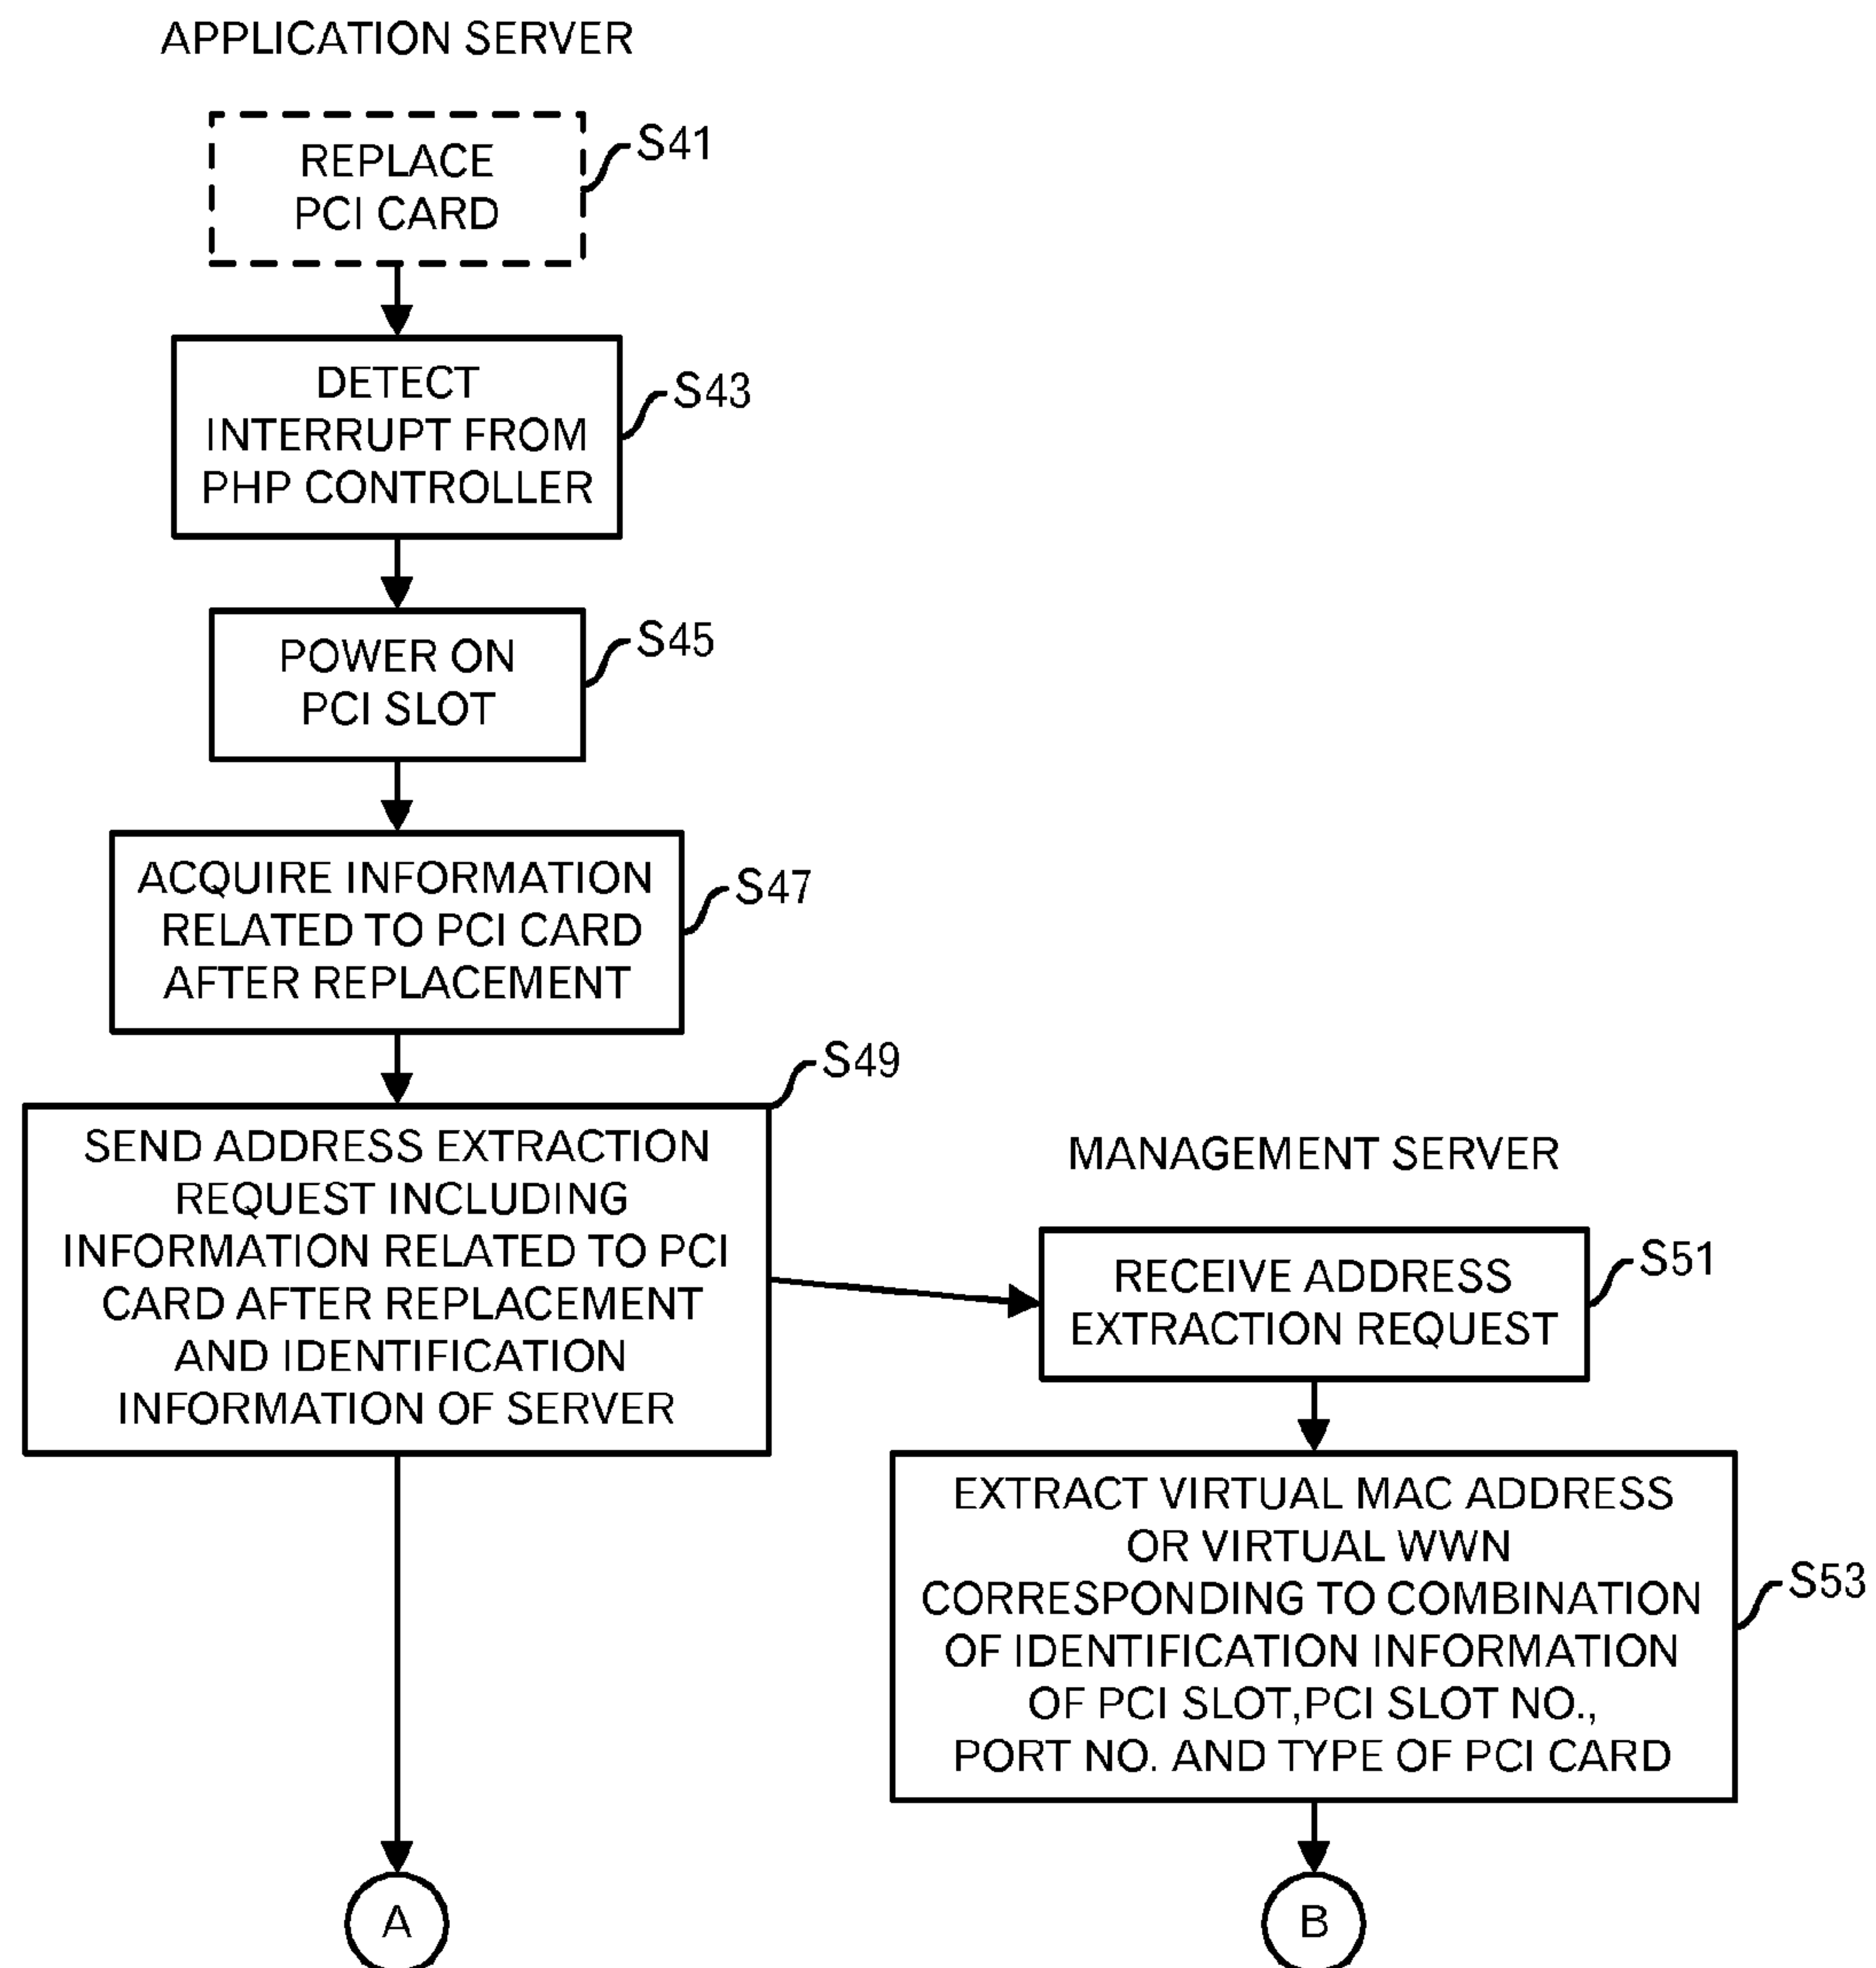 APPLICATION SERVER
REPLACE
PCI CARD
S41
DETECT
INTERRUPT FROM
PHP CONTROLLER
S43
POWER ON
PCI SLOT
S45
ACQUIRE INFORMATION
RELATED TO PCI CARD
AFTER REPLACEMENT
S47
SEND ADDRESS EXTRACTION
REQUEST INCLUDING
INFORMATION RELATED TO PCI
CARD AFTER REPLACEMENT
AND IDENTIFICATION
INFORMATION OF SERVER
S49
MANAGEMENT SERVER
RECEIVE ADDRESS
EXTRACTION REQUEST
S51
EXTRACT VIRTUAL MAC ADDRESS
OR VIRTUAL WWN
CORRESPONDING TO COMBINATION
OF IDENTIFICATION INFORMATION
OF PCI SLOT,PCI SLOT NO.,
PORT NO. AND TYPE OF PCI CARD
S53
A
B